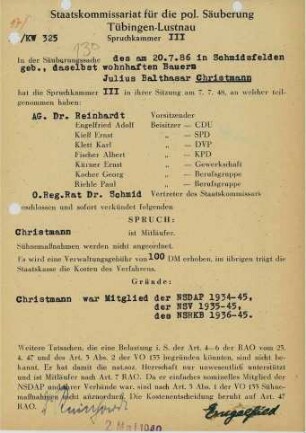 Staatskommissariat für die pol. Säuberung
Tübingen-Lustnau
/KW 325 Spruchkammer III
130
In der Säuberungssache des am 20.7.86 in Schmidsfelden
geb., daselbst wohnhaften Bauern
Julius Balthasar Christmann
hat die Spruchkammer III in ihrer Sitzung am 7. 7. 48, an welcher teil-
genommen haben:
AG. Dr. Reinhardt Vorsitzender
Engelfried Adolf Beisitzer — CDU
Kieß Ernst „ — SPD
Klett Karl „ — DVP
Fischer Albert „ — KPD
Kürner Ernst „ — Gewerkschaft
Kocher Georg „ — Berufsgruppe
Riehle Paul „ — Berufsgruppe
O.Reg.Rat Dr. Schmid Vertreter des Staatskommissars
beschlossen und sofort verkündet folgenden
SPRUCH:
Christmann ist Mitläufer.
Sühnemaßnahmen werden nicht angeordnet.
Es wird eine Verwaltungsgebühr von 100 DM erhoben, im übrigen trägt die
Staatskasse die Kosten des Verfahrens.
Gründe:
Christmann war Mitglied der NSDAP 1934-45,
der NSV 1935-45,
des NSRKB 1936-45.
Weitere Tatsachen, die eine Belastung i. S. der Art. 4—6 der RAO vom 25.
4. 47 und des Art. 3 Abs. 2 der VO 133 begründen könnten, sind nicht be-
kannt. Er hat damit die nat.soz. Herrschaft nur unwesentlich unterstützt
und ist Mitläufer nach Art. 7 RAO. Da er einfaches nominelles Mitglied der
NSDAP und ihrer Verbände war, sind ihm nach Art. 1 der VO 133 Sühne-
maßnahmen nicht aufzuerlegen. Die Kostenentscheidung beruht auf Art. 47
RAO.
Reinhardt
Engelfried